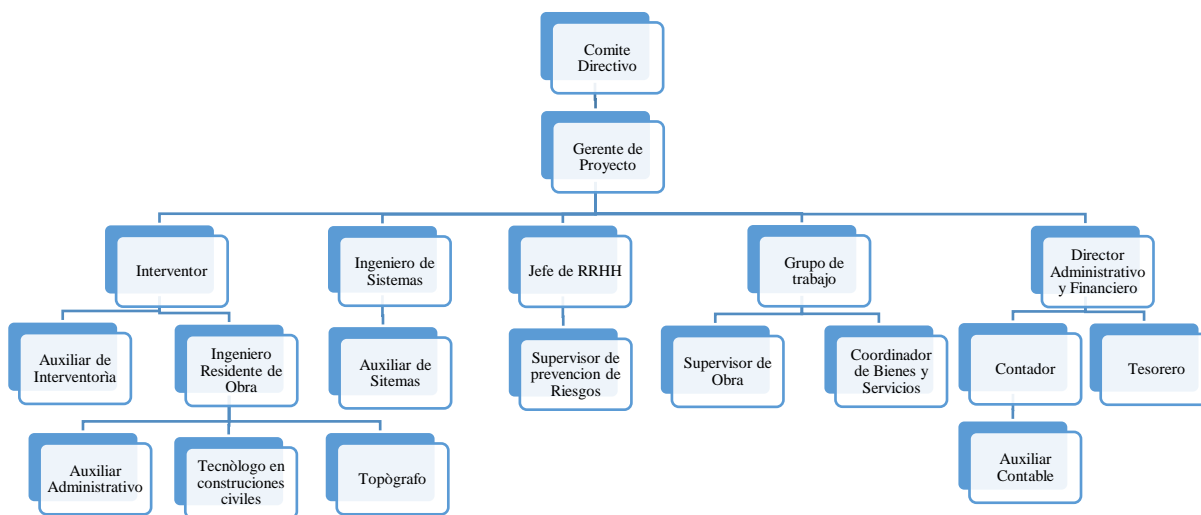 Comite
Directivo
Gerente de
Proyecto
Interventor
Ingeniero de
Sistemas
Jefe de RRHH
Grupo de
trabajo
Director
Administrativo
y Financiero
Auxiliar de
Interventorìa
Ingeniero
Residente de
Obra
Auxiliar de
Sitemas
Supervisor de
prevencion de
Riesgos
Supervisor de
Obra
Coordinador
de Bienes y
Servicios
Contador
Tesorero
Auxiliar
Administrativo
Tecnòlogo en
construciones
civiles
Topògrafo
Auxiliar
Contable